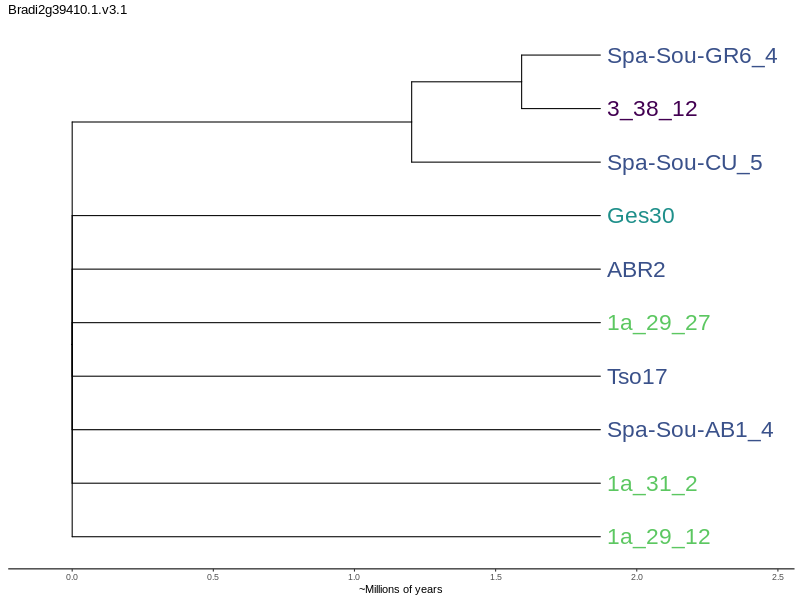 Bradi2g39410.1.v3.1
Spa-Sou-GR6_4
3_38_12
Spa-Sou-CU_5
Ges30
ABR2
1a_29_27
Tso17
Spa-Sou-AB1_4
1a_31_2
1a_29_12
0.0 0.5 1.0 1.5 2.0 2.5
~Millions of years